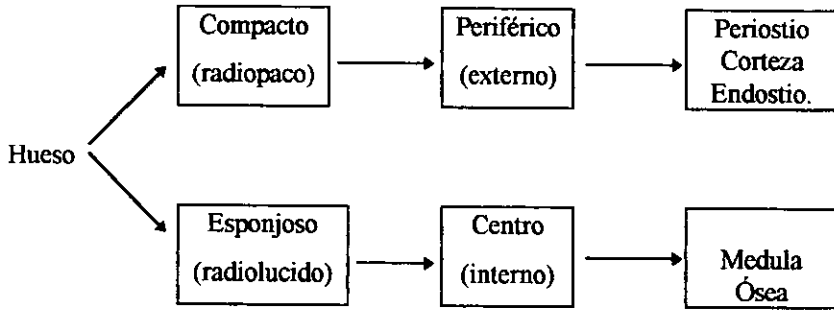 Compacto
(radiopaco)
Periférico
(externo)
Periostio
Corteza
Endostio.
Hueso
Esponjoso
(radiolucido)
Centro
(interno)
Medula
Ósea